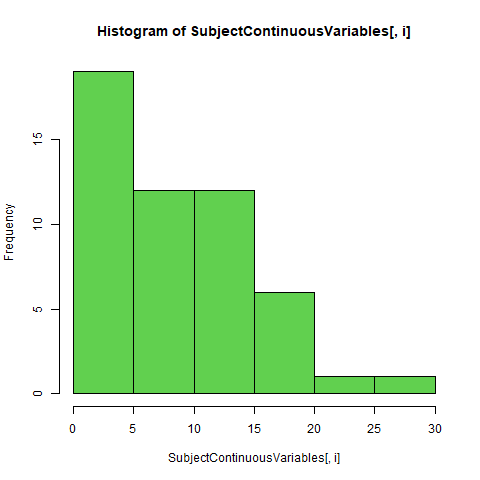 Histogram of SubjectContinuousVariables[, i]
Frequency
15
10
5
0
0 5 10 15 20 25 30
SubjectContinuousVariables[, i]